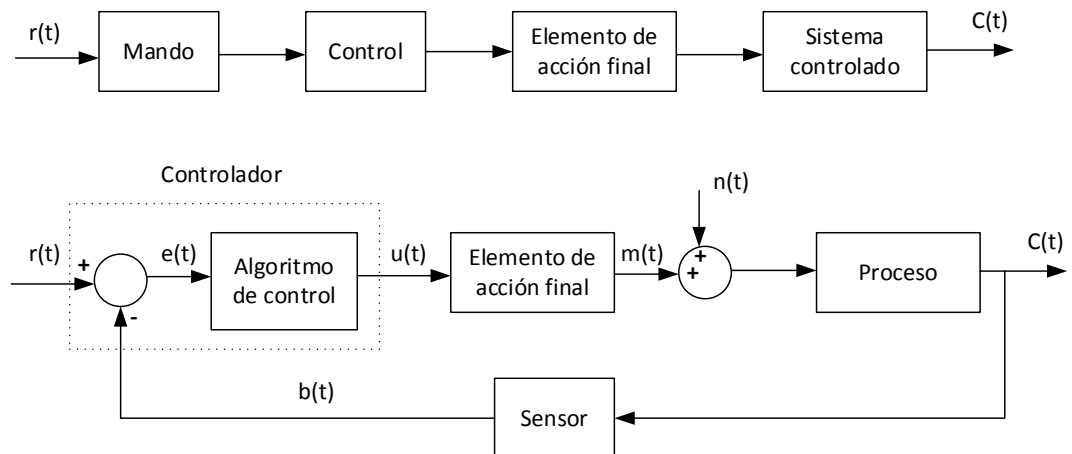 r(t)
Mando
Control
Elemento de
acción final
Sistema
controlado
C(t)
Controlador
n(t)
r(t)
+
-
e(t)
Algoritmo
de control
u(t)
Elemento de
acción final
m(t)
+
+
Proceso
C(t)
b(t)
Sensor